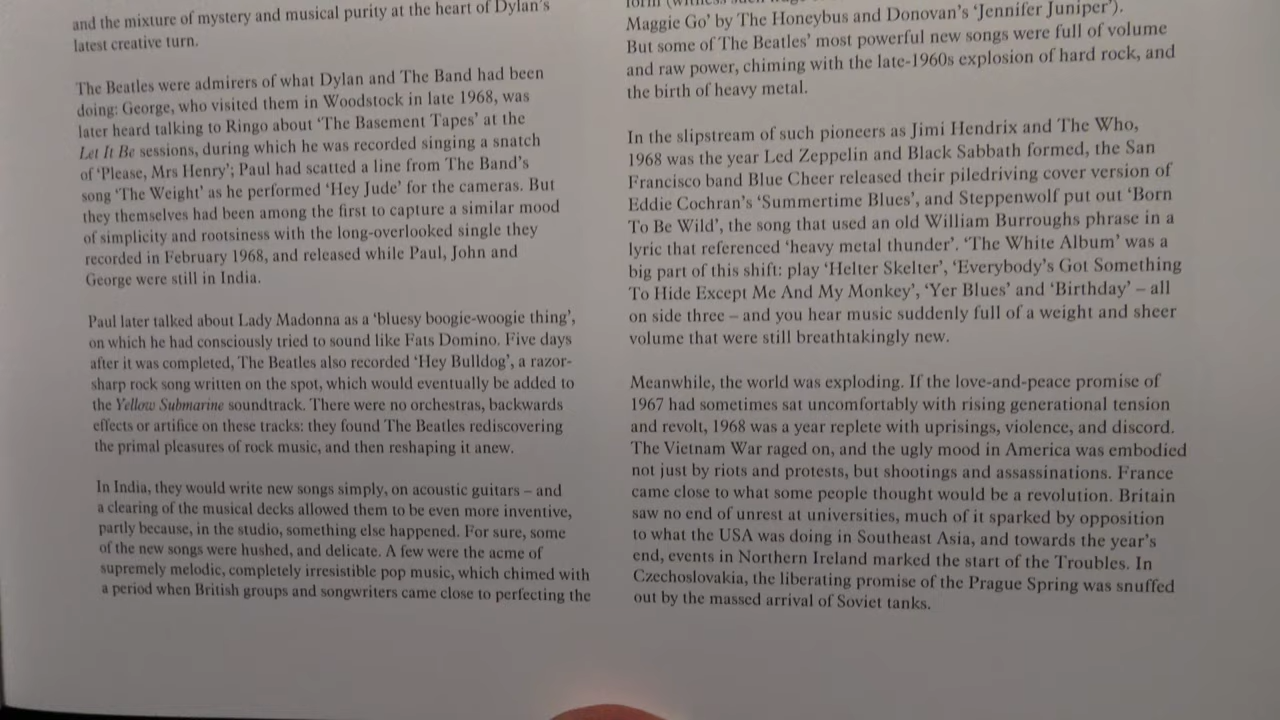 and the mixture of mystery and musical purity at the heart of Dylan's
latest creative turn.
The Beatles were admirers of what Dylan and The Band had been
doing: George, who visited them in Woodstock in late 1968, was
later heard talking to Ringo about 'The Basement Tapes' at the
Let It Be sessions, during which he was recorded singing a snatch
of 'Please, Mrs Henry'; Paul had scatted a line from The Band's
song 'The Weight' as he performed 'Hey Jude' for the cameras. But
they themselves had been among the first to capture a similar mood
of simplicity and rootsiness with the long-overlooked single they
recorded in February 1968, and released while Paul, John and
George were still in India.
Paul later talked about Lady Madonna as a 'bluesy boogie-woogie thing',
on which he had consciously tried to sound like Fats Domino. Five days
after it was completed, The Beatles also recorded 'Hey Bulldog', a razor-
sharp rock song written on the spot, which would eventually be added to
the Yellow Submarine soundtrack. There were no orchestras, backwards
effects or artifice on these tracks: they found The Beatles rediscovering
the primal pleasures of rock music, and then reshaping it anew.
In India, they would write new songs simply, on acoustic guitars – and
a clearing of the musical decks allowed them to be even more inventive,
partly because, in the studio, something else happened. For sure, some
of the new songs were hushed, and delicate. A few were the acme of
supremely melodic, completely irresistible pop music, which chimed with
a period when British groups and songwriters came close to perfecting the
form (witness such
Maggie Go' by The Honeybus and Donovan's 'Jennifer Juniper').
But some of The Beatles' most powerful new songs were full of volume
and raw power, chiming with the late-1960s explosion of hard rock, and
the birth of heavy metal.
In the slipstream of such pioneers as Jimi Hendrix and The Who,
1968 was the year Led Zeppelin and Black Sabbath formed, the San
Francisco band Blue Cheer released their piledriving cover version of
Eddie Cochran's 'Summertime Blues', and Steppenwolf put out 'Born
To Be Wild', the song that used an old William Burroughs phrase in a
lyric that referenced 'heavy metal thunder'. 'The White Album' was a
big part of this shift: play 'Helter Skelter', 'Everybody's Got Something
To Hide Except Me And My Monkey', 'Yer Blues' and 'Birthday' – all
on side three – and you hear music suddenly full of a weight and sheer
volume that were still breathtakingly new.
Meanwhile, the world was exploding. If the love-and-peace promise of
1967 had sometimes sat uncomfortably with rising generational tension
and revolt, 1968 was a year replete with uprisings, violence, and discord.
The Vietnam War raged on, and the ugly mood in America was embodied
not just by riots and protests, but shootings and assassinations. France
came close to what some people thought would be a revolution. Britain
saw no end of unrest at universities, much of it sparked by opposition
to what the USA was doing in Southeast Asia, and towards the year's
end, events in Northern Ireland marked the start of the Troubles. In
Czechoslovakia, the liberating promise of the Prague Spring was snuffed
out by the massed arrival of Soviet tanks.